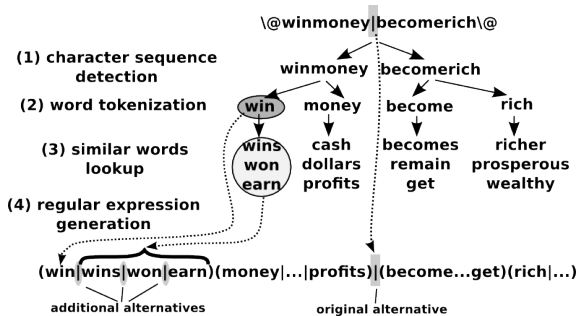 \@winmoney|becomerich\@
(1) character sequence
detection
winmoney becomerich
(2) word tokenization
win money become rich
(3) similar words
lookup
wins cash becomes richer
won dollars remain prosperous
earn profits get wealthy
(4) regular expression
generation
(win|wins|won|earn)(money|...|profits)|(become...get)(rich|...)
additional alternatives original alternative